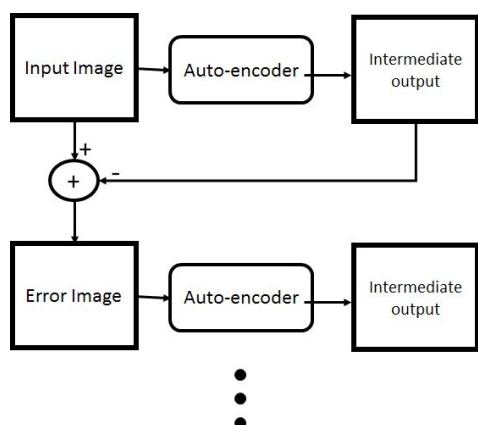 Input Image
Auto-encoder
Intermediate
output
+
+
-
Error Image
Auto-encoder
Intermediate
output